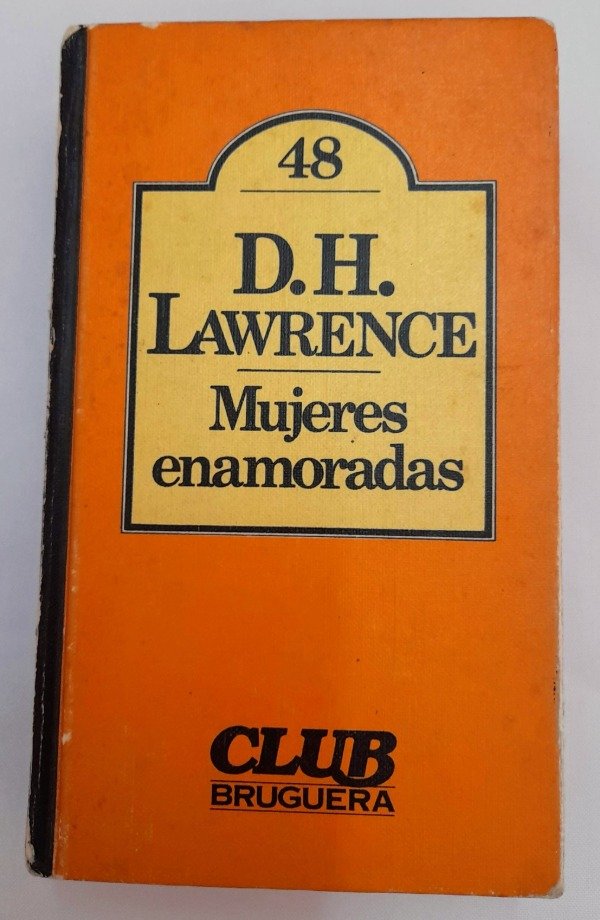 48
D.H.
LAWRENCE
Mujeres
enamoradas
CLUB
BRUGUERA